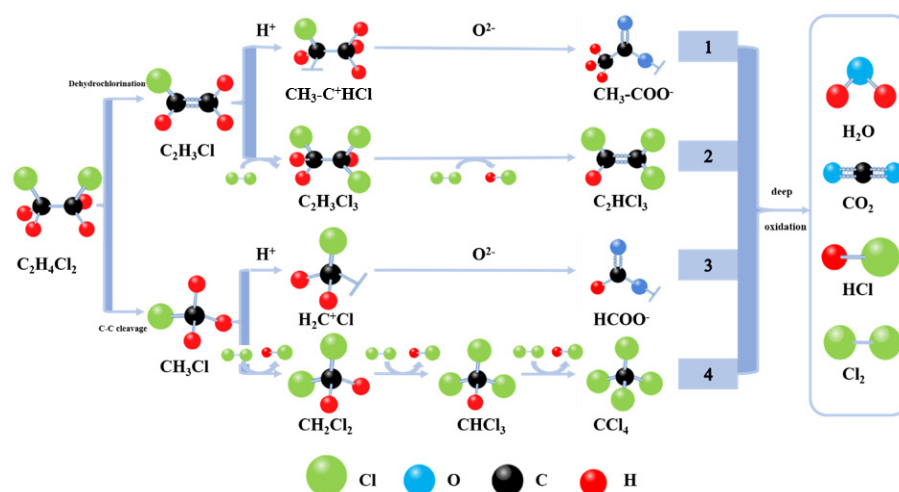 H⁺
O²⁻
1
Dehydrochlorination
CH₃-C⁺HCl
CH₃-COO⁻
C₂H₃Cl
H₂O
2
C₂H₃Cl₃
C₂HCl₃
deep
oxidation
CO₂
C₂H₄Cl₂
H⁺
O²⁻
3
HCl
C-C cleavage
H₂C⁺Cl
HCOO⁻
CH₃Cl
Cl₂
4
CH₂Cl₂
CHCl₃
CCl₄
Cl O C H